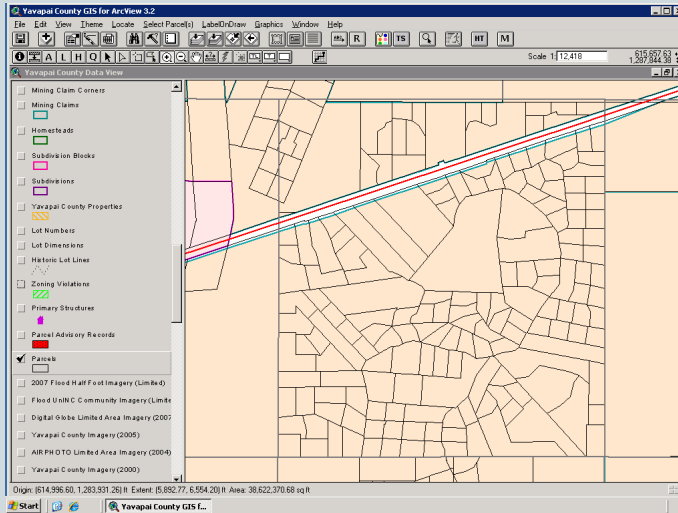 Yavapai County GIS for ArcView 3.2
File Edit View Theme Locate Select Parcel(s) LabelOnDraw Graphics Window Help
R TS HT M
A L H Q
Scale 1: 12,418
615,657.63
1,287,844.38
Yavapai County Data View
Mining Claim Corners
Mining Claims
Homesteads
Subdivision Blocks
Subdivisions
Yavapai County Properties
Lot Numbers
Lot Dimensions
Historic Lot Lines
Zoning Violations
Primary Structures
Parcel Advisory Records
Parcels
2007 Flood Half Foot Imagery (Limited)
Flood UnINC Community Imagery (Limite
Digital Globe Limited Area Imagery (2007
Yavapai County Imagery (2005)
AIRPHOTO Limited Area Imagery (2004)
Yavapai County Imagery (2000)
Origin: (614,996.60, 1,283,931.26) ft Extent: (5,892.77, 6,554.20) ft Area: 38,622,370.68 sq ft
Start
Yavapai County GIS f...